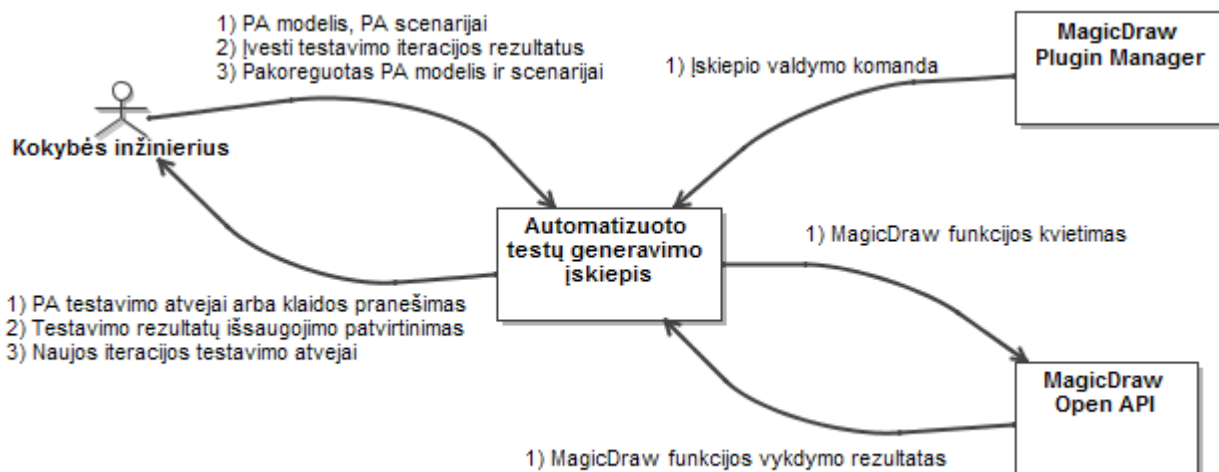 1) PA modelis, PA scenarijai
2) Įvesti testavimo iteracijos rezultatus
3) Pakoreguotas PA modelis ir scenarijai
MagicDraw
Plugin Manager
1) Įskiepio valdymo komanda
Kokybės inžinierius
Automatizuoto
testų generavimo
įskiepis
1) MagicDraw funkcijos kvietimas
1) PA testavimo atvejai arba klaidos pranešimas
2) Testavimo rezultatų išsaugojimo patvirtinimas
3) Naujos iteracijos testavimo atvejai
MagicDraw
Open API
1) MagicDraw funkcijos vykdymo rezultatas